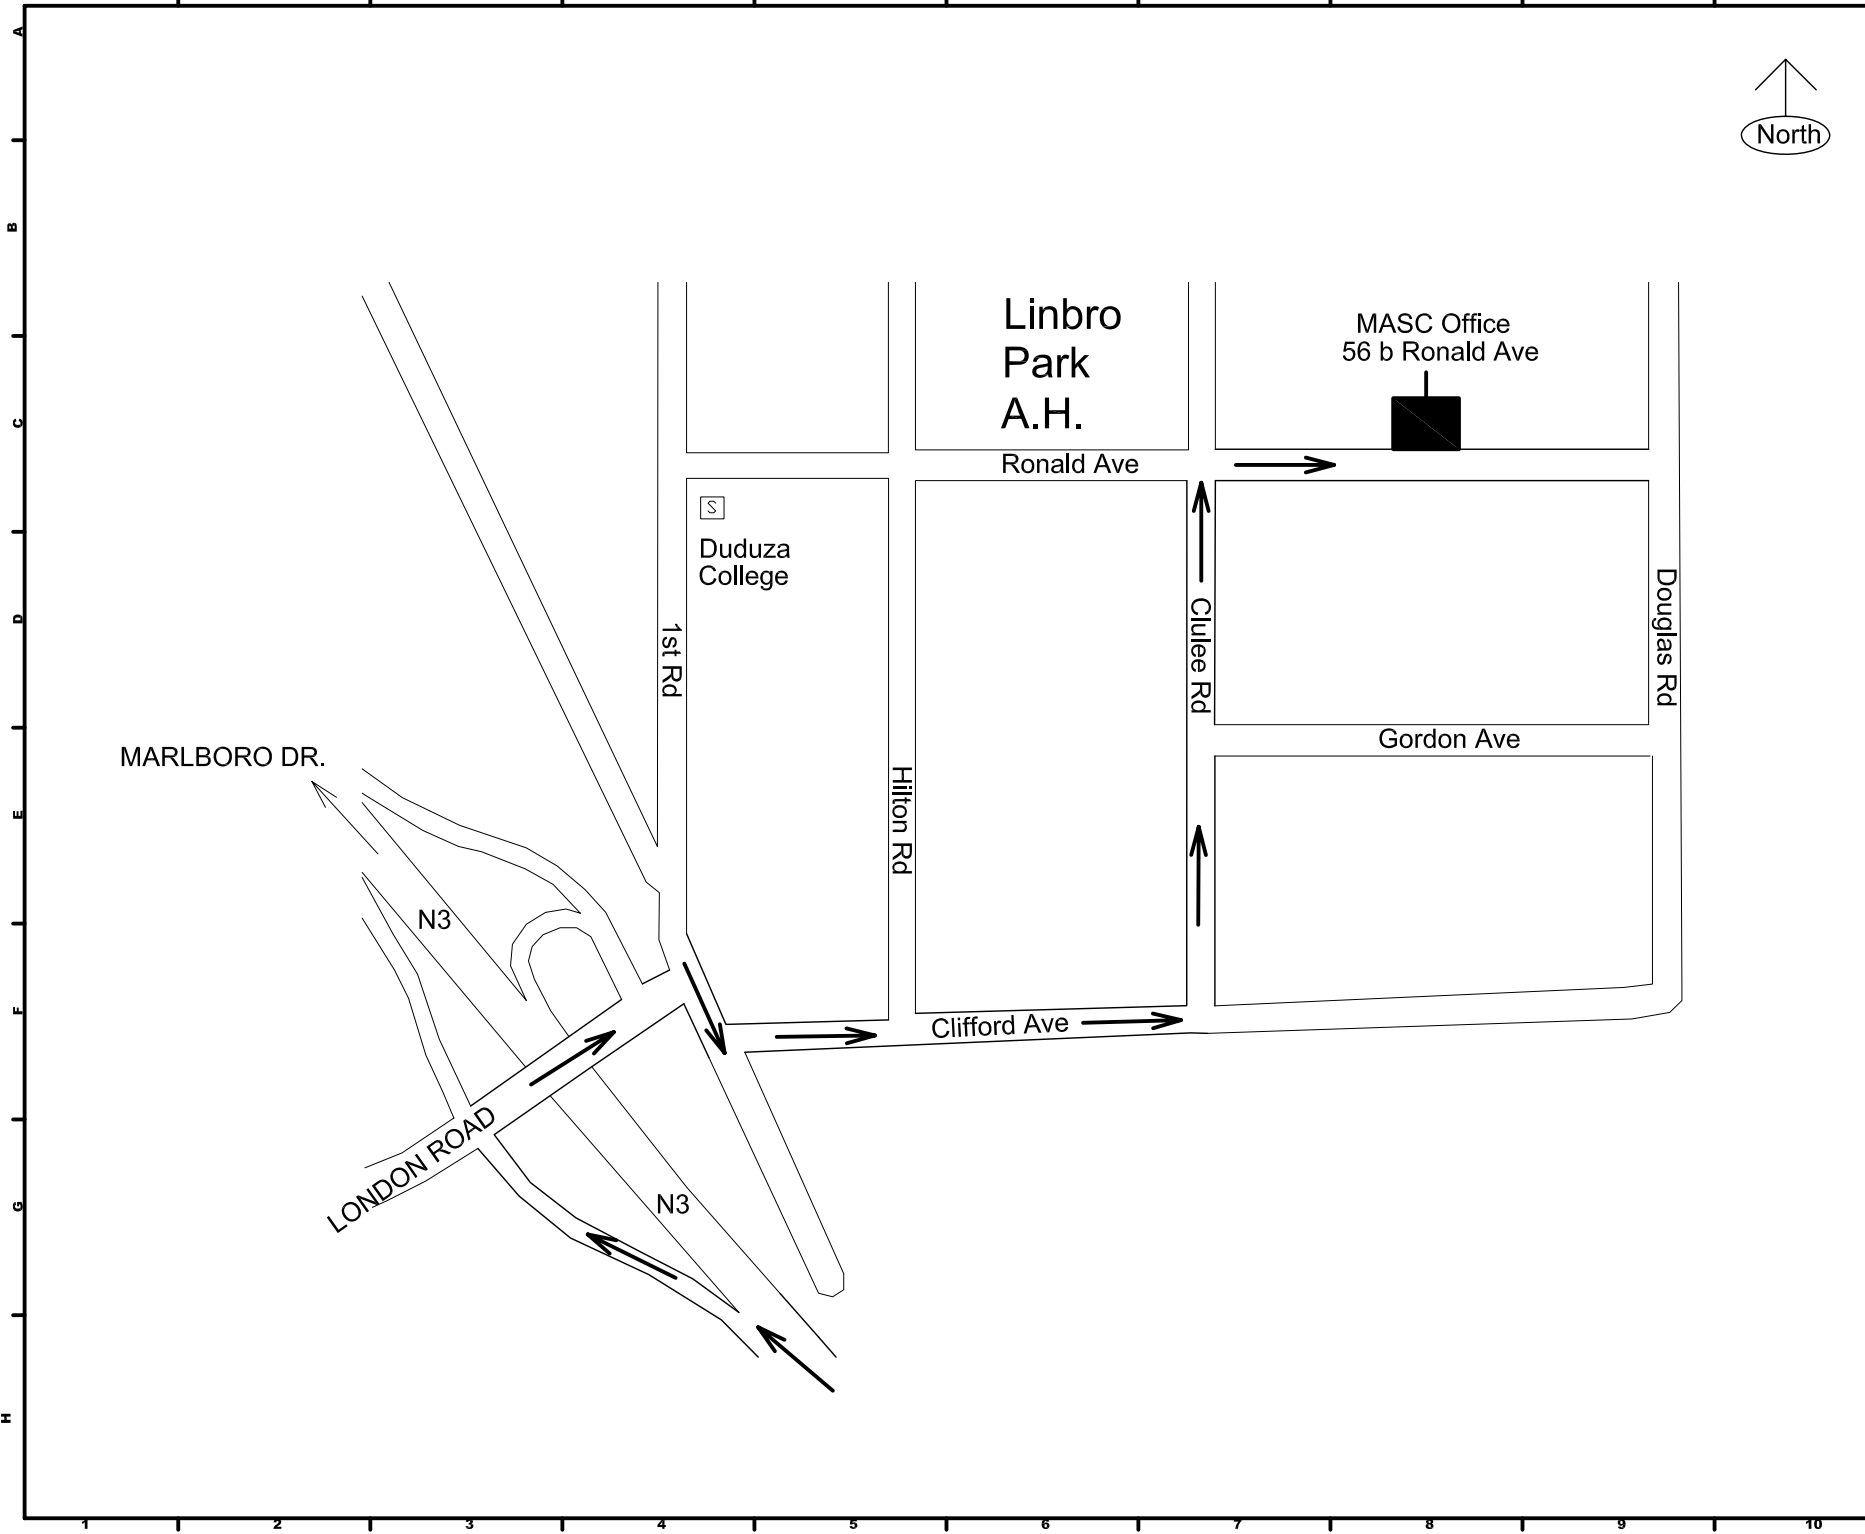 A
North
B
Linbro
Park
A.H.
MASC Office
56 b Ronald Ave
C
Ronald Ave
S
Duduza
College
D
1st Rd
Clulee Rd
Douglas Rd
Gordon Ave
MARLBORO DR.
E
Hilton Rd
N3
F
Clifford Ave
LONDON ROAD
G
N3
H
1 2 3 4 5 6 7 8 9 10